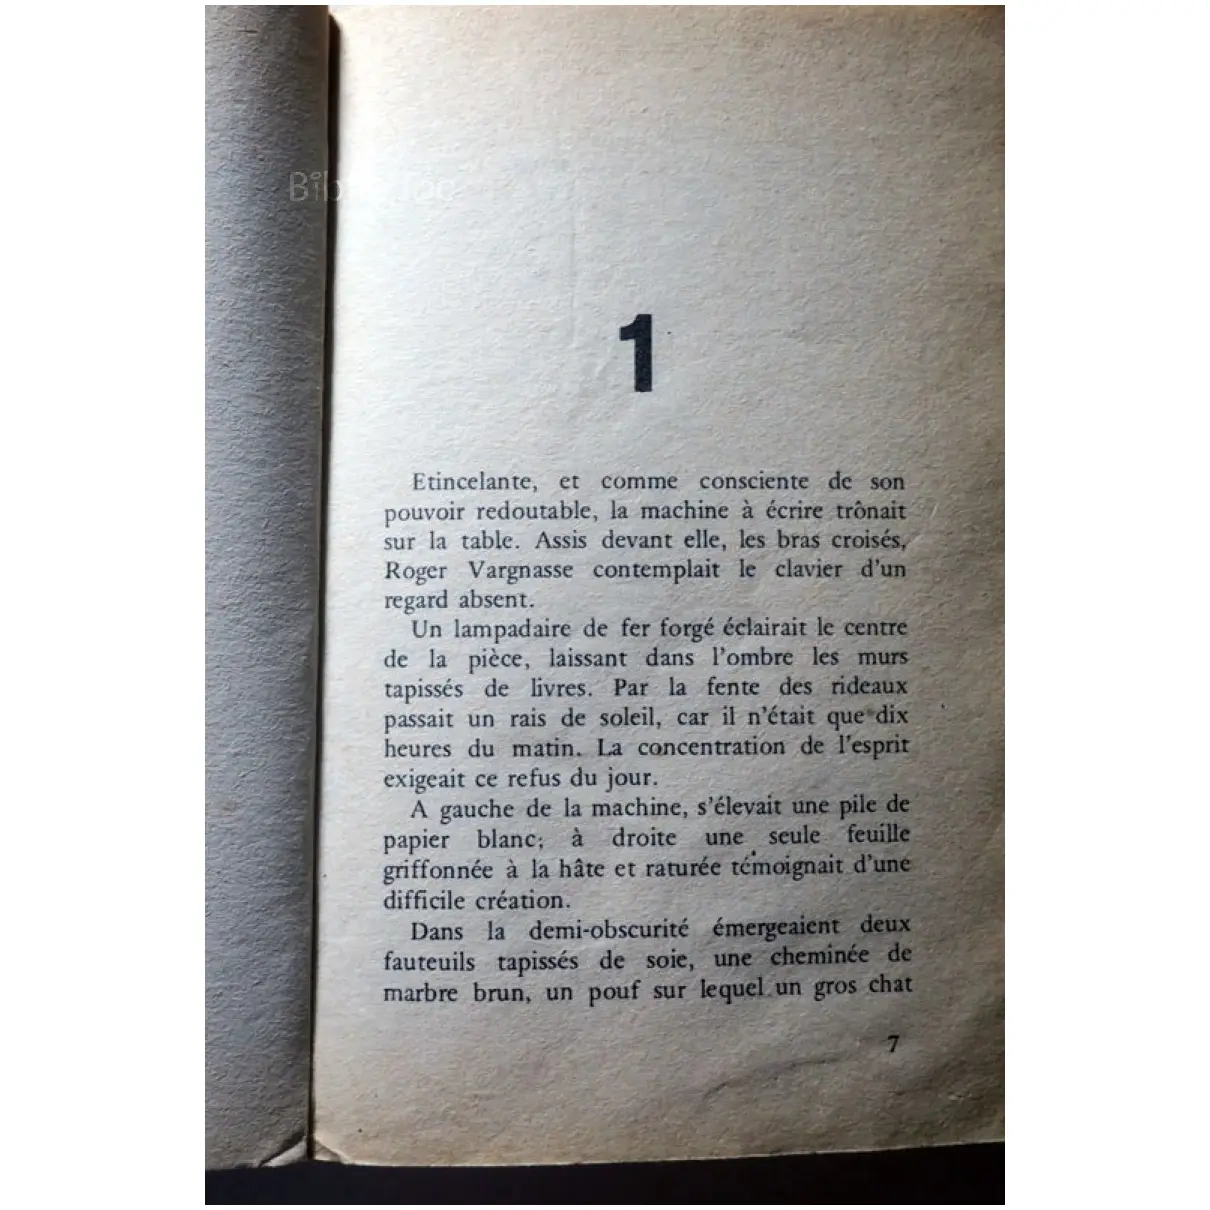 1
Etincelante, et comme consciente de son
pouvoir redoutable, la machine à écrire trônait
sur la table. Assis devant elle, les bras croisés,
Roger Vargnasse contemplait le clavier d'un
regard absent.
Un lampadaire de fer forgé éclairait le centre
de la pièce, laissant dans l'ombre les murs
tapissés de livres. Par la fente des rideaux
passait un rais de soleil, car il n'était que dix
heures du matin. La concentration de l'esprit
exigeait ce refus du jour.
A gauche de la machine, s'élevait une pile de
papier blanc; à droite une seule feuille
griffonnée à la hâte et raturée témoignait d'une
difficile création.
Dans la demi-obscurité émergeaient deux
fauteuils tapissés de soie, une cheminée de
marbre brun, un pouf sur lequel un gros chat
7